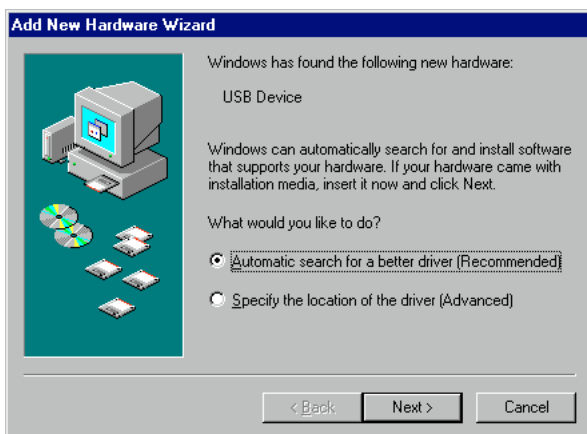 Add New Hardware Wizard
Windows has found the following new hardware:
USB Device
Windows can automatically search for and install software
that supports your hardware. If your hardware came with
installation media, insert it now and click Next.
What would you like to do?
Automatic search for a better driver (Recommended)
Specify the location of the driver (Advanced)
< Back
Next >
Cancel